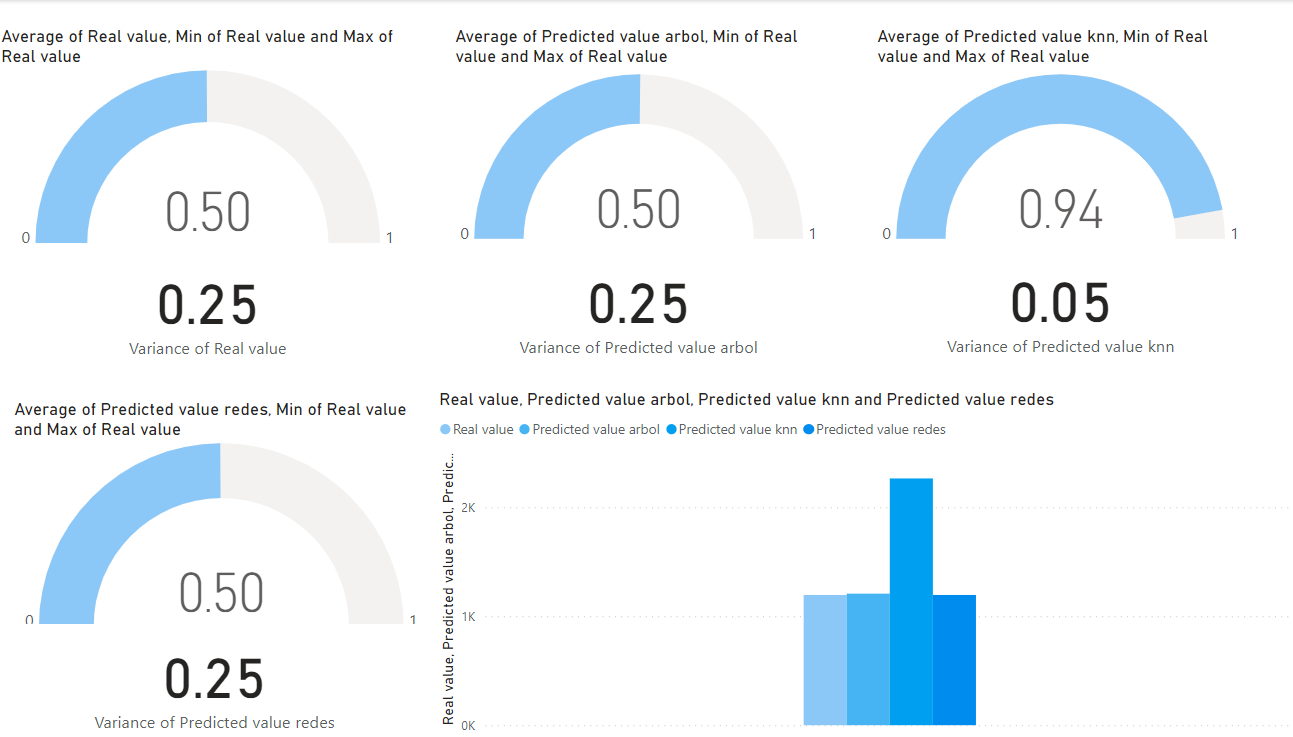 Average of Real value, Min of Real value and Max of
Real value
0.50
0
1
0.25
Variance of Real value
Average of Predicted value arbol, Min of Real
value and Max of Real value
0.50
0
1
0.25
Variance of Predicted value arbol
Average of Predicted value knn, Min of Real
value and Max of Real value
0.94
0
1
0.05
Variance of Predicted value knn
Average of Predicted value redes, Min of Real value
and Max of Real value
0.50
0
1
0.25
Variance of Predicted value redes
Real value, Predicted value arbol, Predicted value knn and Predicted value redes
Real value Predicted value arbol Predicted value knn Predicted value redes
Real value, Predicted value arbol, Predic...
2K
1K
0K